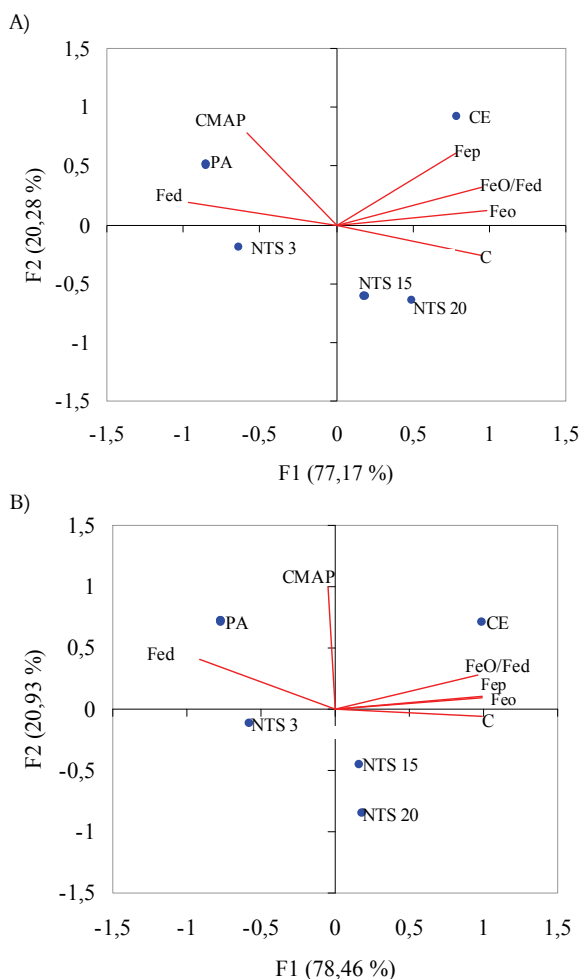 A)
1,5
1
0,5
0
-0,5
-1
-1,5
-1,5 -1 -0,5 0 0,5 1 1,5
F2 (20,28 %)
F1 (77,17 %)
CMAP
CE
PA
Fep
Fed
FeO/Fed
Feo
NTS 3
C
NTS 15
NTS 20
B)
1,5
1
0,5
0
-0,5
-1
-1,5
-1,5 -1 -0,5 0 0,5 1 1,5
F2 (20,93 %)
F1 (78,46 %)
CMAP
PA
CE
Fed
FeO/Fed
Fep
Feo
NTS 3
C
NTS 15
NTS 20